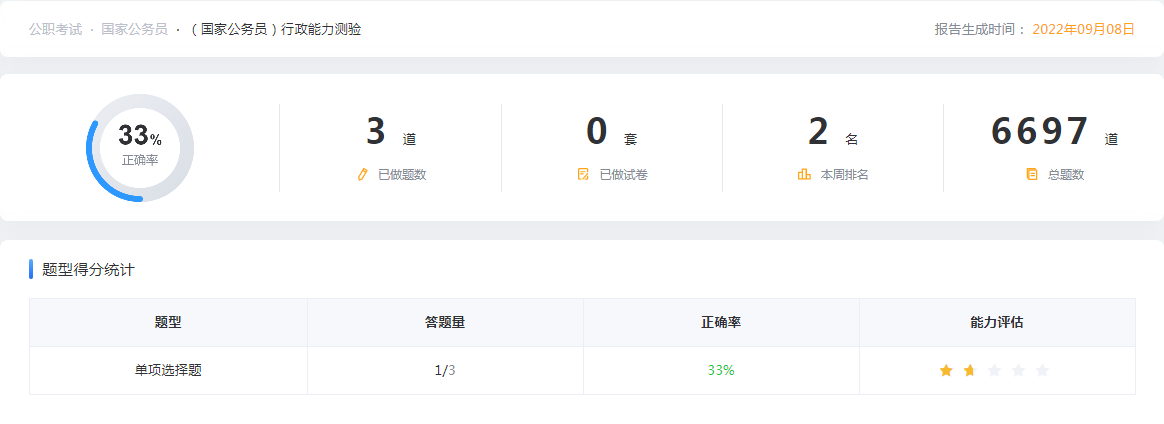 公职考试 · 国家公务员 · （国家公务员）行政能力测验
报告生成时间： 2022年09月08日
33%
正确率
3 道
已做题数
0 套
已做试卷
2 名
本周排名
6697 道
总题数
题型得分统计
题型 答题量 正确率 能力评估
单项选择题 1/3 33%